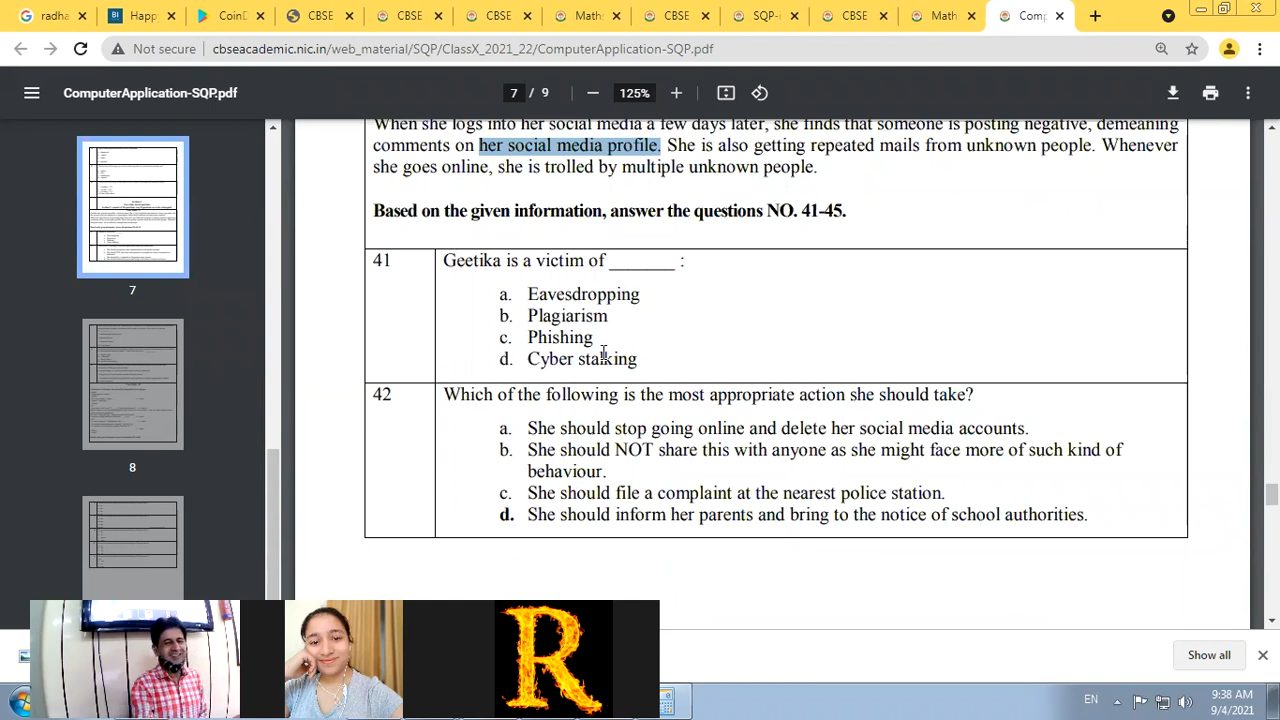 radha
Happ
CoinD
CBSE
CBSE
CBSE
Maths
CBSE
SQP-
CBSE
Math
Comp
Not secure
cbseacademic.nic.in/web_material/SQP/ClassX_2021_22/ComputerApplication-SQP.pdf
ComputerApplication-SQP.pdf
7 / 9
125%
When she logs into her social media a few days later, she finds that someone is posting negative, demeaning
comments on her social media profile. She is also getting repeated mails from unknown people. Whenever
she goes online, she is trolled by multiple unknown people.
Based on the given information, answer the questions NO. 41-45.
41 Geetika is a victim of _______ :
a. Eavesdropping
b. Plagiarism
c. Phishing
d. Cyber stalking
42 Which of the following is the most appropriate action she should take?
a. She should stop going online and delete her social media accounts.
b. She should NOT share this with anyone as she might face more of such kind of
behaviour.
c. She should file a complaint at the nearest police station.
d. She should inform her parents and bring to the notice of school authorities.
7
8
R
Show all
EN
9:38 AM
9/4/2021